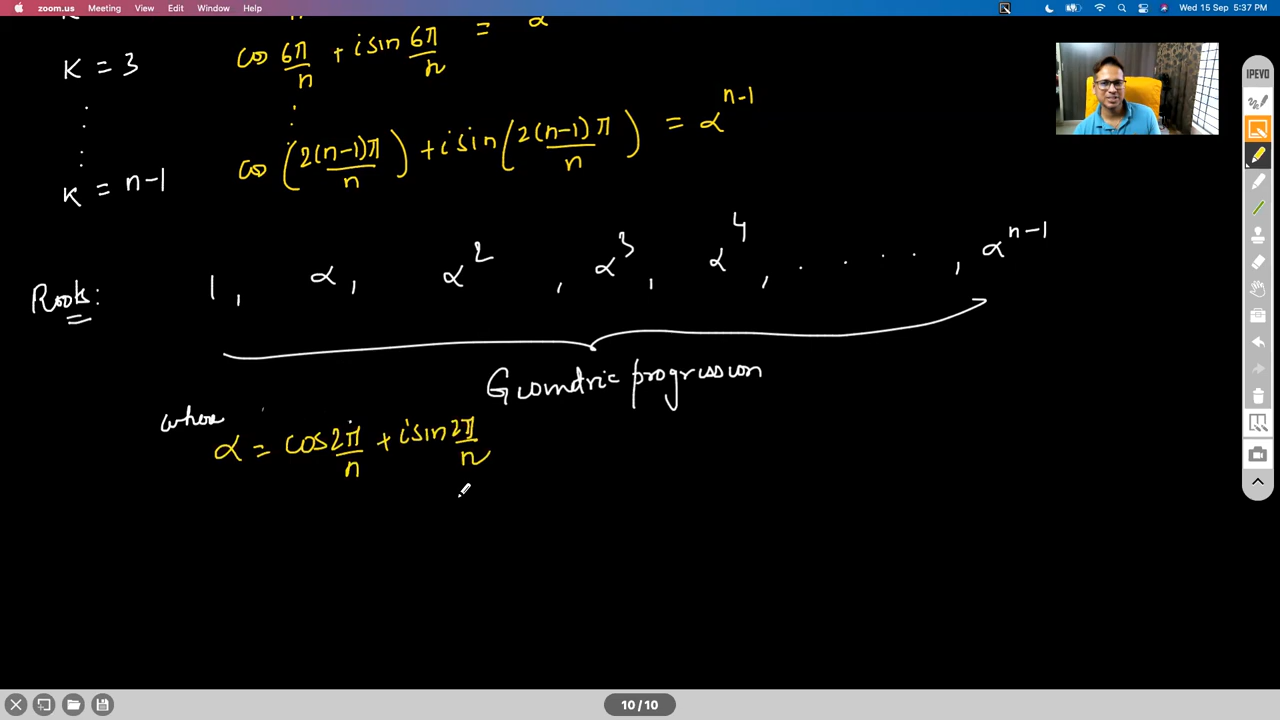 zoom.us Meeting View Edit Window Help Wed 15 Sep 5:37 PM
IPEVO
K = 3 cos 6π/n + i sin 6π/n = α
⋮ ⋮
K = n-1 cos (2(n-1)π/n) + i sin (2(n-1)π/n) = α^(n-1)
Roots: 1, α, α^2, α^3, α^4, . . . . , α^(n-1)
Geometric progression
where
α = cos 2π/n + i sin 2π/n
10/10